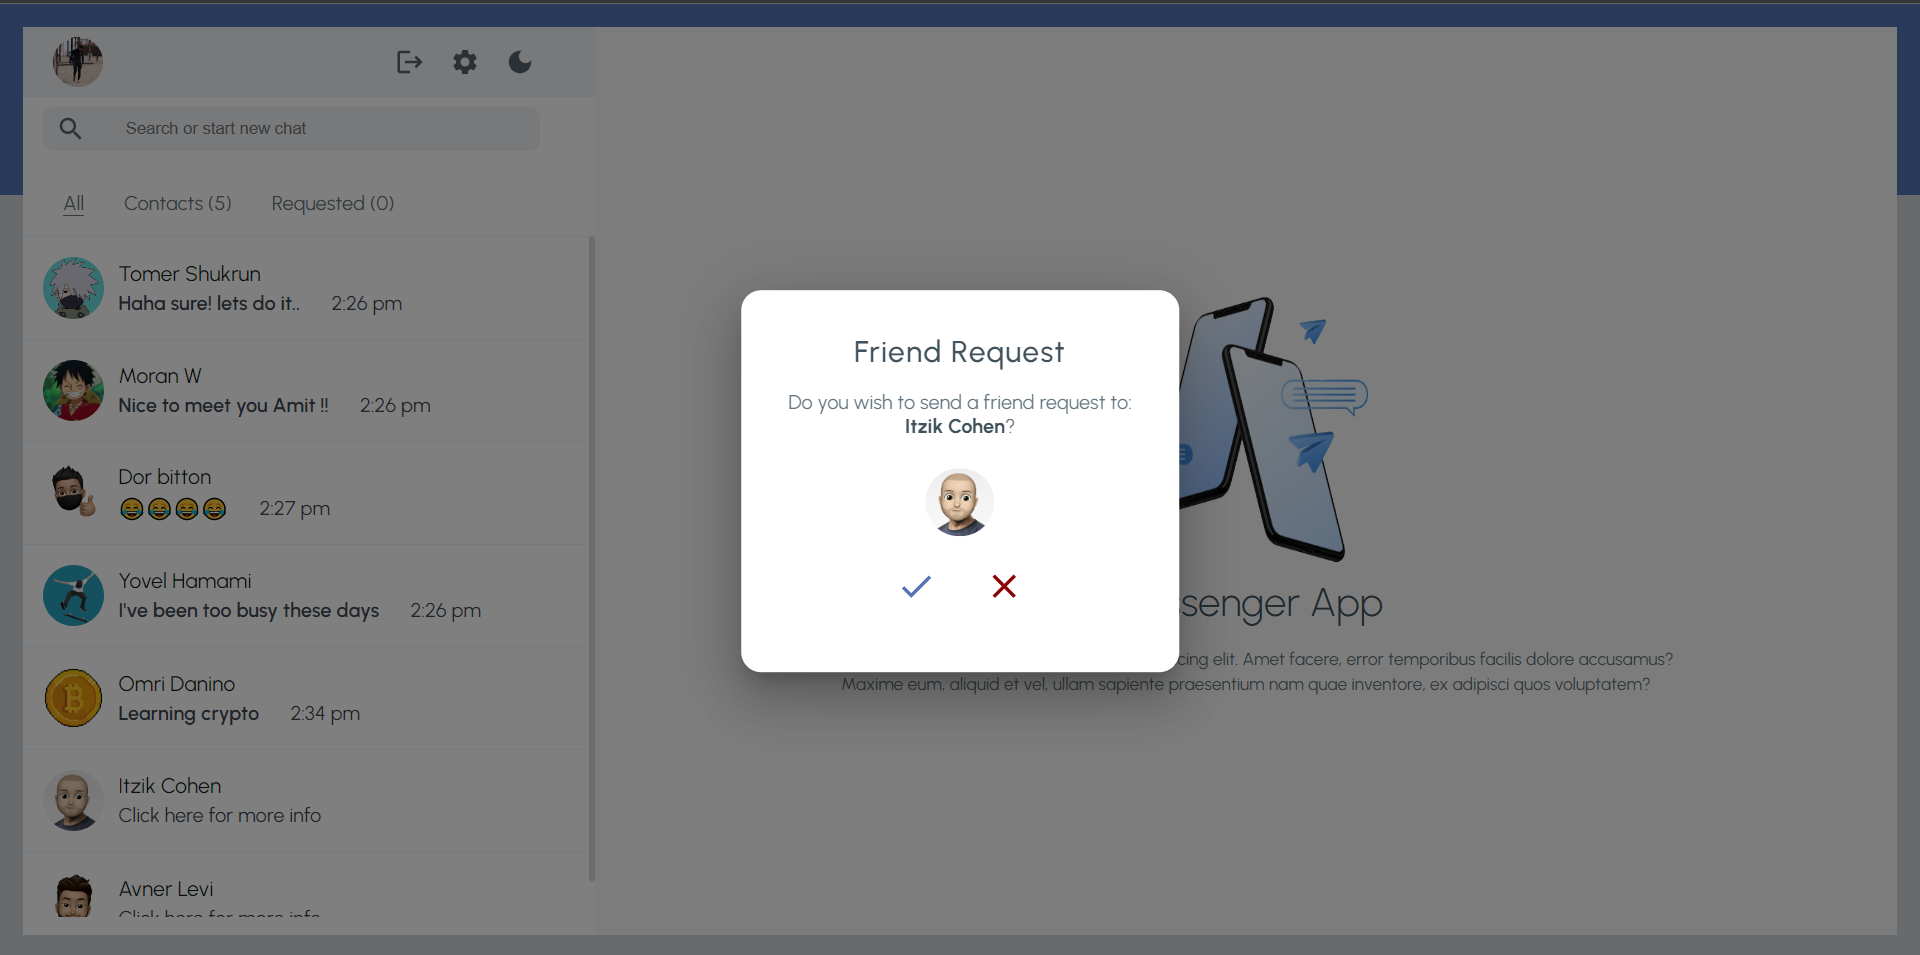 Search or start new chat
All Contacts (5) Requested (0)
Tomer Shukrun
Haha sure! lets do it.. 2:26 pm
Moran W
Nice to meet you Amit !! 2:26 pm
Dor bitton
😂😂😂😂 2:27 pm
Yovel Hamami
I've been too busy these days 2:26 pm
Omri Danino
Learning crypto 2:34 pm
Itzik Cohen
Click here for more info
Avner Levi
Click here for more info
Friend Request
Do you wish to send a friend request to:
Itzik Cohen?
senger App
cing elit. Amet facere, error temporibus facilis dolore accusamus?
Maxime eum, aliquid et vel, ullam sapiente praesentium nam quae inventore, ex adipisci quos voluptatem?